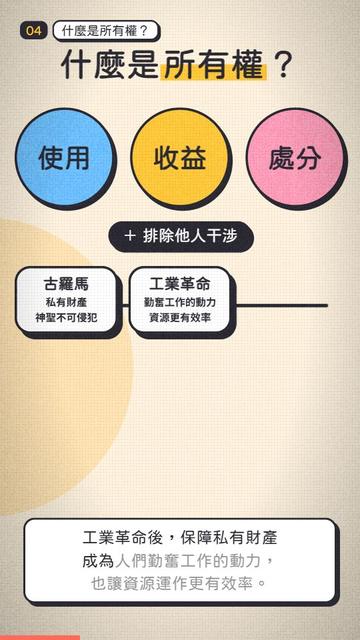 04 什麼是所有權？
什麼是所有權？
使用 收益 處分
＋ 排除他人干涉
古羅馬
私有財產
神聖不可侵犯
工業革命
勤奮工作的動力
資源更有效率
工業革命後，保障私有財產
成為人們勤奮工作的動力，
也讓資源運作更有效率。